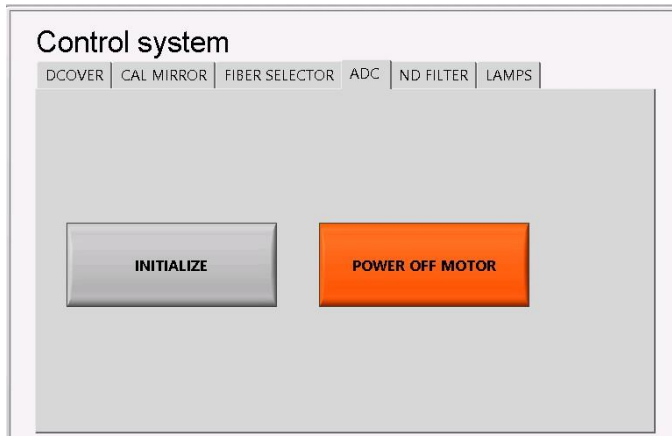 Control system
DCOVER CAL MIRROR FIBER SELECTOR ADC ND FILTER LAMPS
INITIALIZE POWER OFF MOTOR